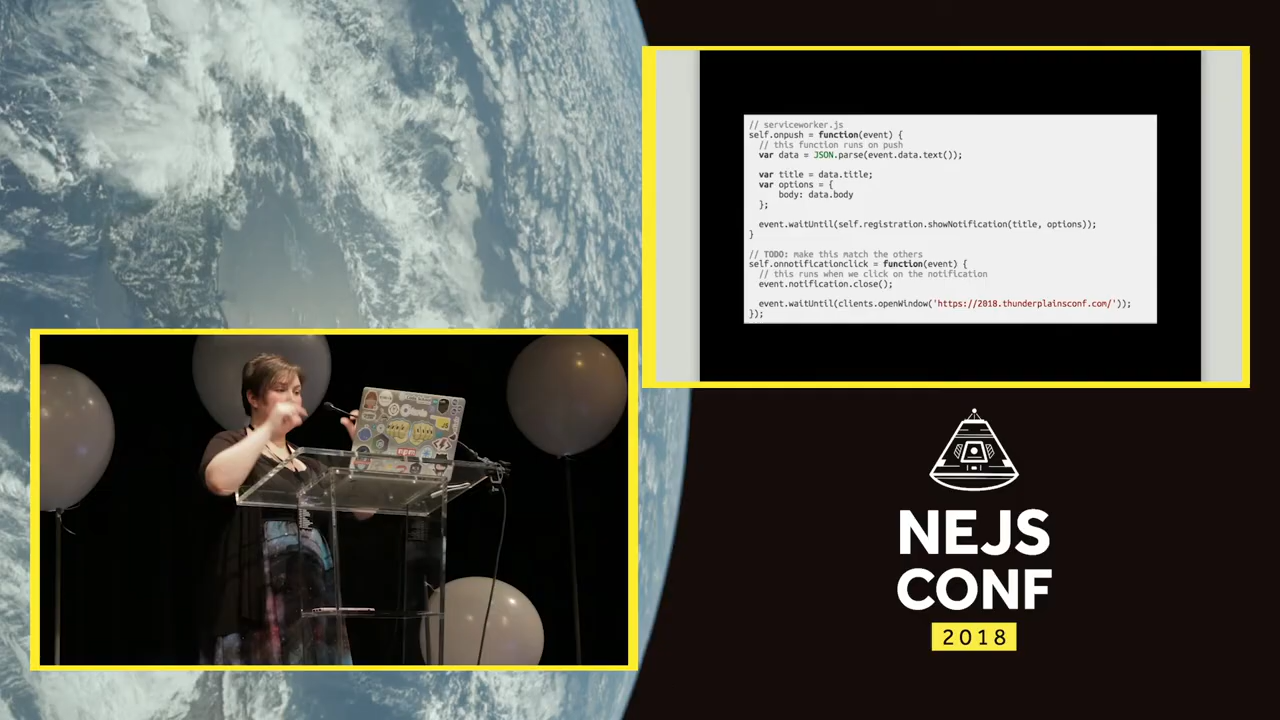 // serviceworker.js
self.onpush = function(event) {
  // this function runs on push
  var data = JSON.parse(event.data.text());

  var title = data.title;
  var options = {
      body: data.body
  };

  event.waitUntil(self.registration.showNotification(title, options));
}

// TODO: make this match the others
self.onnotificationclick = function(event) {
  // this runs when we click on the notification
  event.notification.close();

  event.waitUntil(clients.openWindow('https://2018.thunderplainsconf.com/'));
});
NEJS
CONF
2018